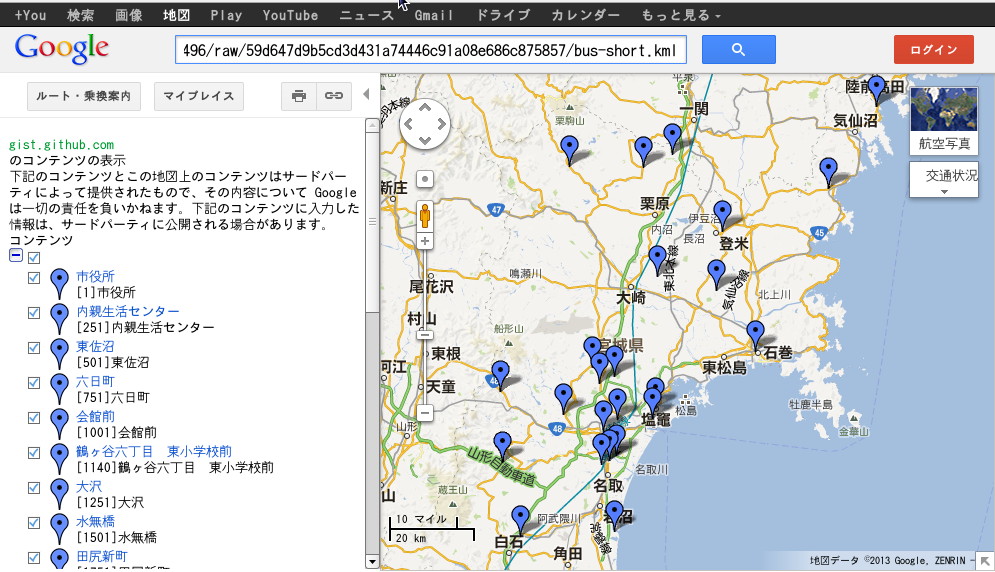 +You 検索 画像 地図 Play YouTube ニュース Gmail ドライブ カレンダー もっと見る
Google
496/raw/59d647d9b5cd3d431a74446c91a08e686c875857/bus-short.kml
ログイン
ルート・乗換案内
マイプレイス
gist.github.com
のコンテンツの表示
下記のコンテンツとこの地図上のコンテンツはサードパー
ティによって提供されたもので、その内容について Google
は一切の責任を負いかねます。下記のコンテンツに入力した
情報は、サードパーティに公開される場合があります。
コンテンツ
市役所
[1]市役所
内親生活センター
[251]内親生活センター
東佐沼
[501]東佐沼
六日町
[751]六日町
会館前
[1001]会館前
鶴ヶ谷六丁目　東小学校前
[1140]鶴ヶ谷六丁目　東小学校前
大沢
[1251]大沢
水無橋
[1501]水無橋
田尻新町
平泉
陸前高田
一関
気仙沼
栗駒山
航空写真
交通状況
新庄
47
栗原
伊豆沼
内沼
長沼
登米
45
東北本線
鳴瀬川
尾花沢
大崎
気仙沼線
北上川
村山
船形山
宮城県
石巻
河江
東根
東松島
48
天童
牡鹿半島
松島
塩竈
金華山
山形
48
山形自動車道
名取川
蔵王山
名取
山
10 マイル
20 km
阿武隈川
岩沼
常磐線
白石
角田
地図データ ©2013 Google, ZENRIN -